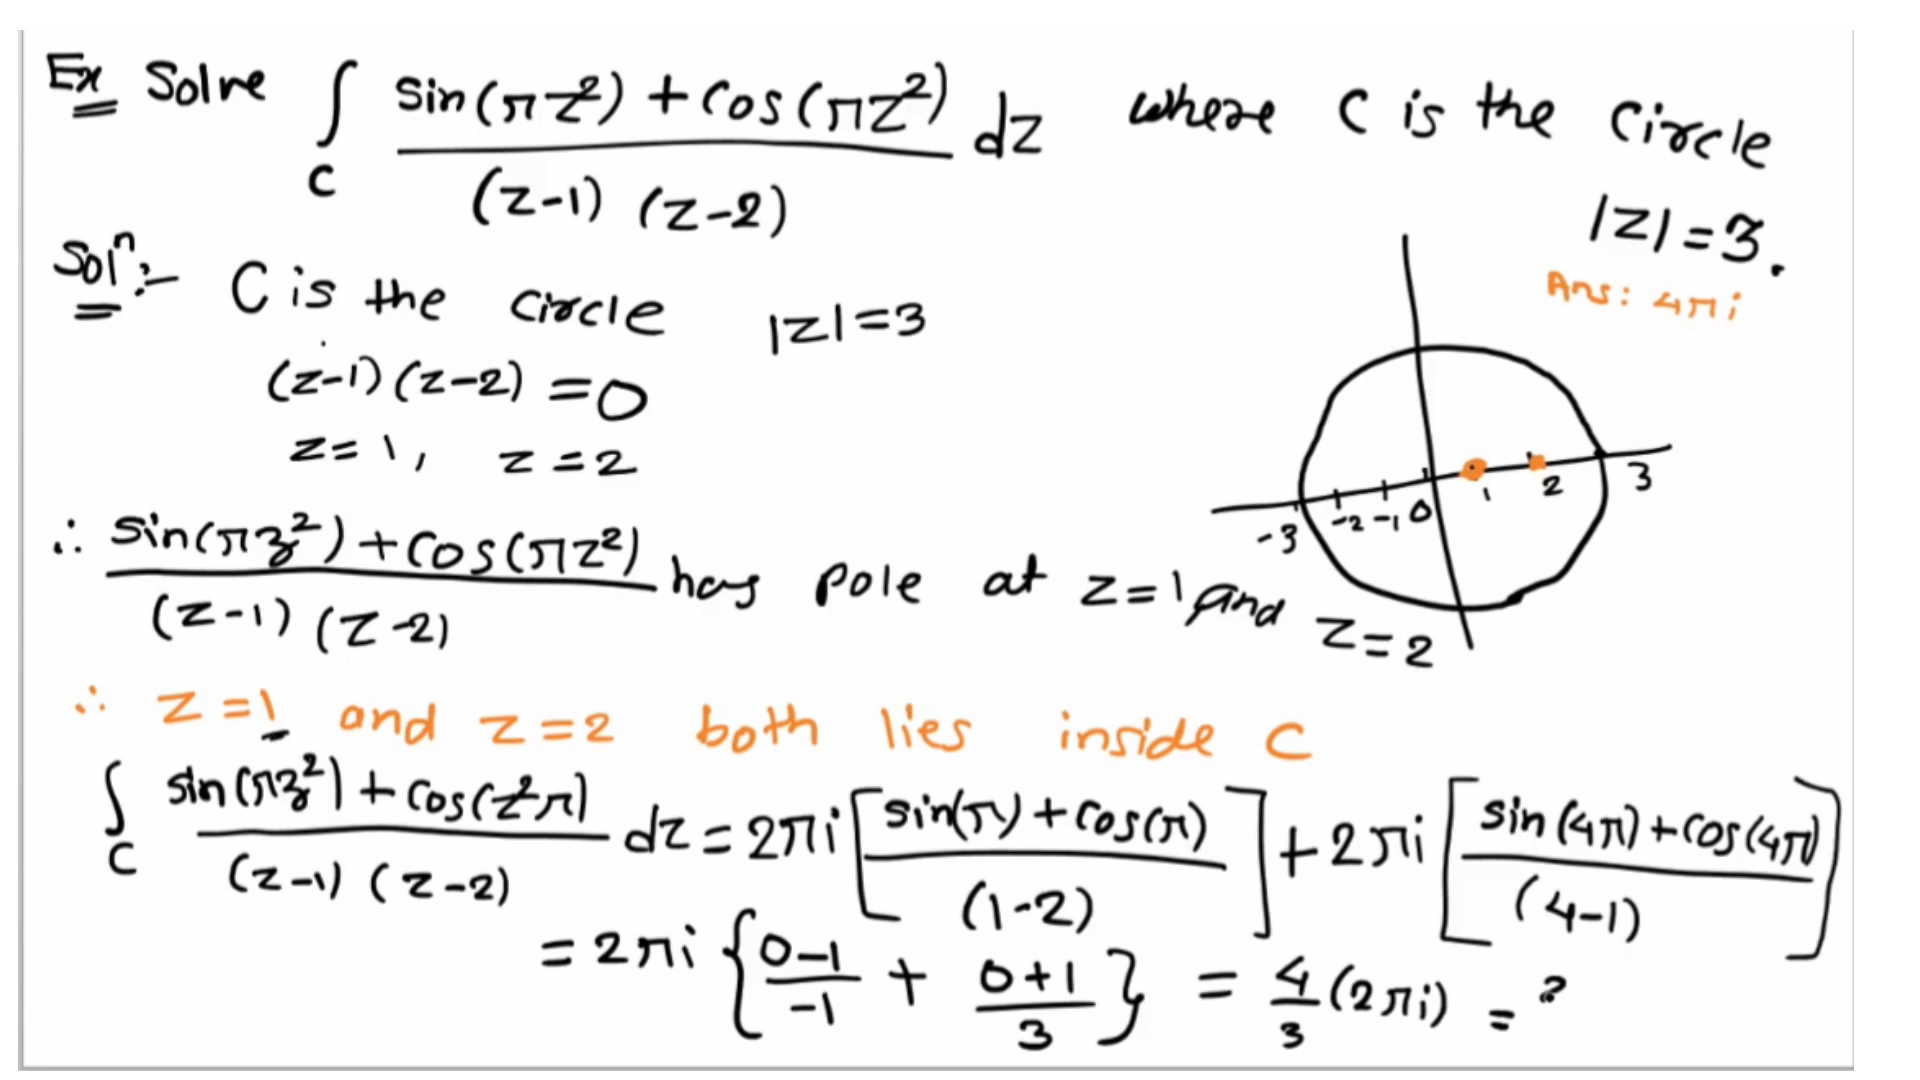 Ex Solve ∫_C (sin(πz²) + cos(πz²)) / ((z-1) (z-2)) dz where C is the circle
|z| = 3.
Ans: 4πi
Solⁿ:- C is the circle |z| = 3
(z-1)(z-2) = 0
z = 1, z = 2
-3 -2 -1 0 1 2 3
∴ (sin(πz²) + cos(πz²)) / ((z-1) (z-2)) has pole at z = 1 and z = 2
∴ z = 1 and z = 2 both lies inside C
∫_C (sin(πz²) + cos(z²π)) / ((z-1) (z-2)) dz = 2πi [(sin(π) + cos(π)) / (1-2)] + 2πi [(sin(4π) + cos(4π)) / (4-1)]
= 2πi {(0-1)/-1 + (0+1)/3} = 4/3 (2πi) = ?